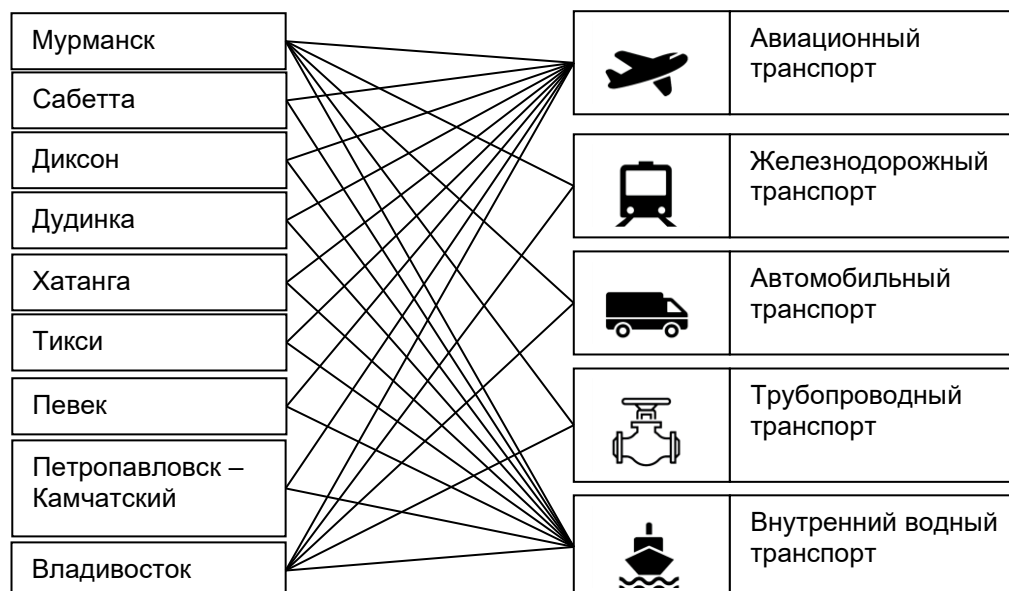 Мурманск
Сабетта
Диксон
Дудинка
Хатанга
Тикси
Певек
Петропавловск –
Камчатский
Владивосток
Авиационный
транспорт
Железнодорожный
транспорт
Автомобильный
транспорт
Трубопроводный
транспорт
Внутренний водный
транспорт